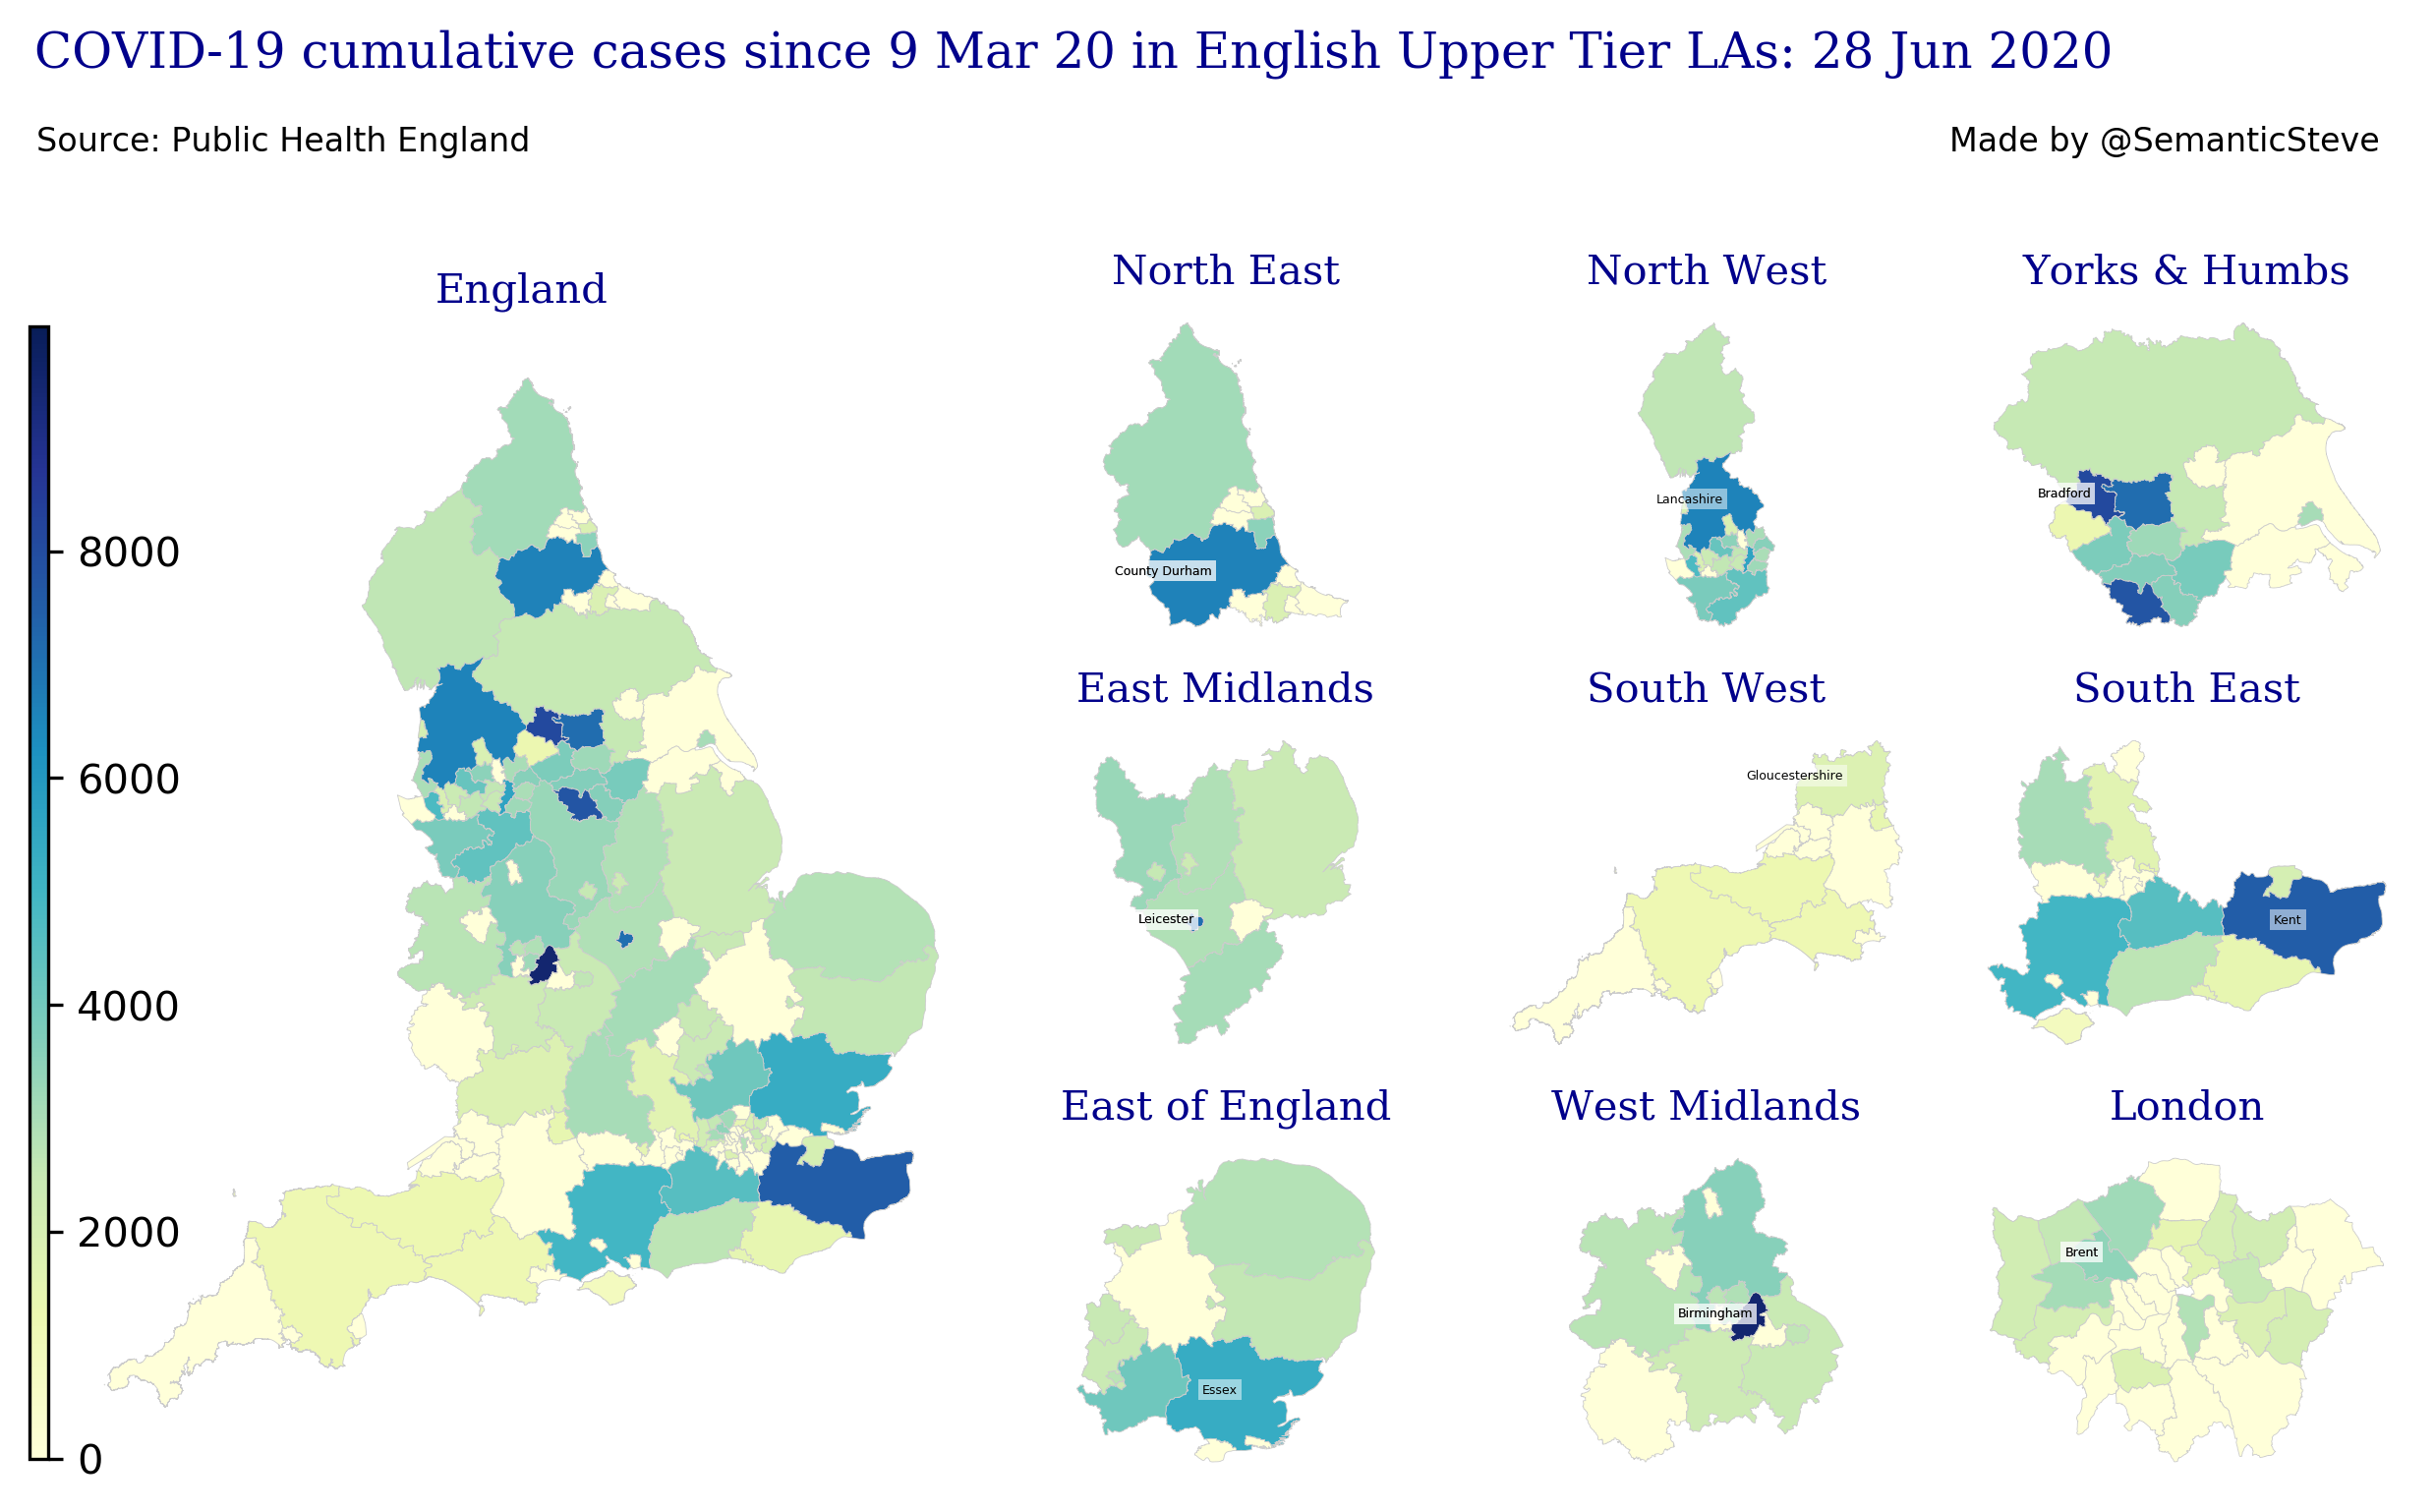 COVID-19 cumulative cases since 9 Mar 20 in English Upper Tier LAs: 28 Jun 2020
Source: Public Health England
Made by @SemanticSteve
England
8000
6000
4000
2000
0
North East
County Durham
North West
Lancashire
Yorks & Humbs
Bradford
East Midlands
Leicester
South West
Gloucestershire
South East
Kent
East of England
Essex
West Midlands
Birmingham
London
Brent